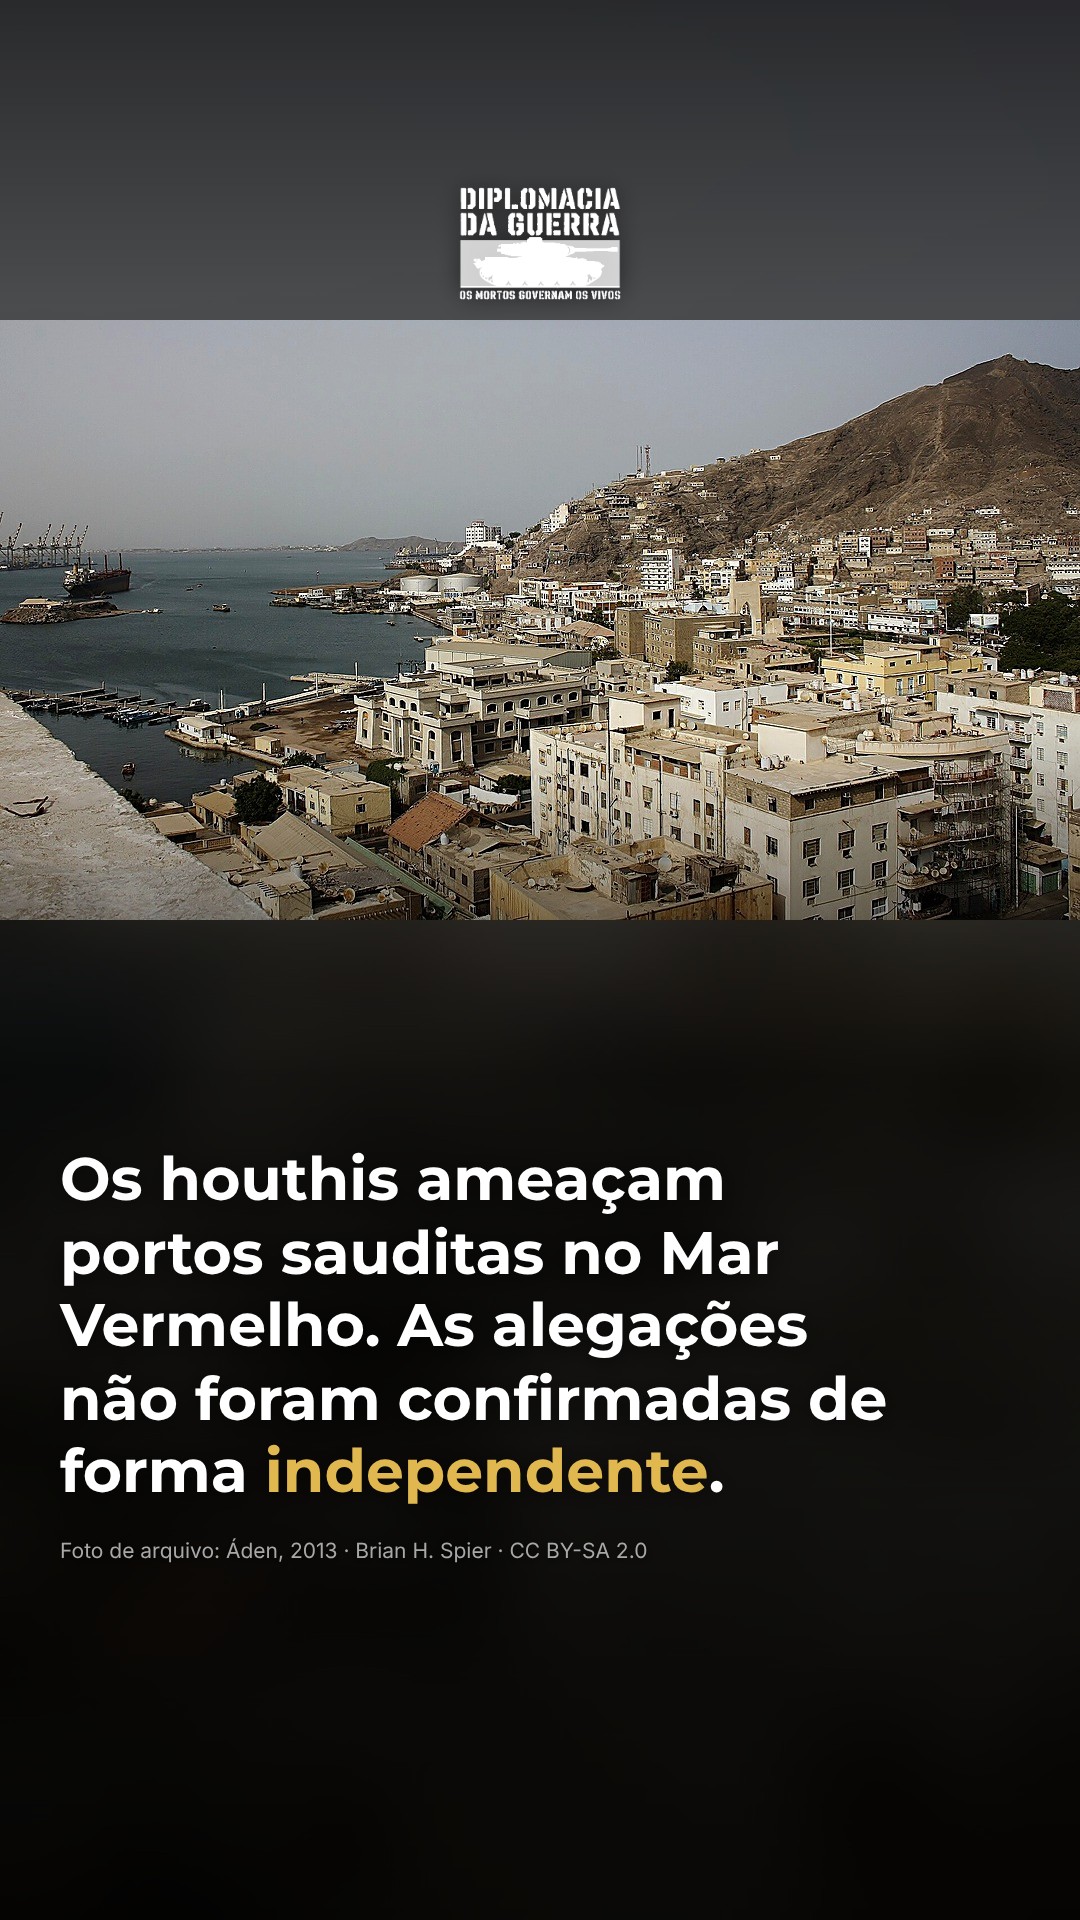 DIPLOMACIA
DA GUERRA
OS MORTOS GOVERNAM OS VIVOS
Os houthis ameaçam
portos sauditas no Mar
Vermelho. As alegações
não foram confirmadas de
forma independente.
Foto de arquivo: Áden, 2013 · Brian H. Spier · CC BY-SA 2.0